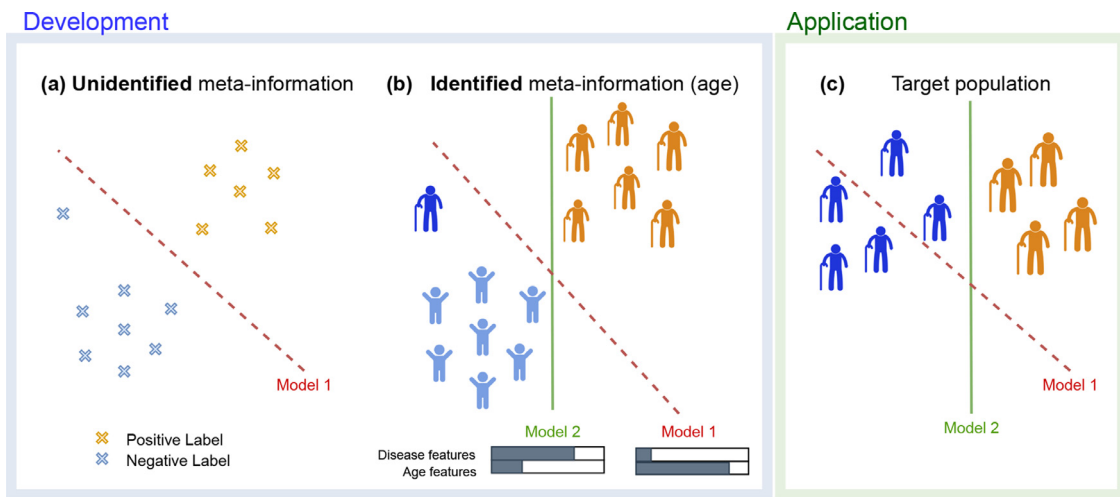 Development
Application
(a) Unidentified meta-information
(b) Identified meta-information (age)
(c) Target population
Model 1
Positive Label
Negative Label
Model 2
Model 1
Disease features
Age features
Model 1
Model 2